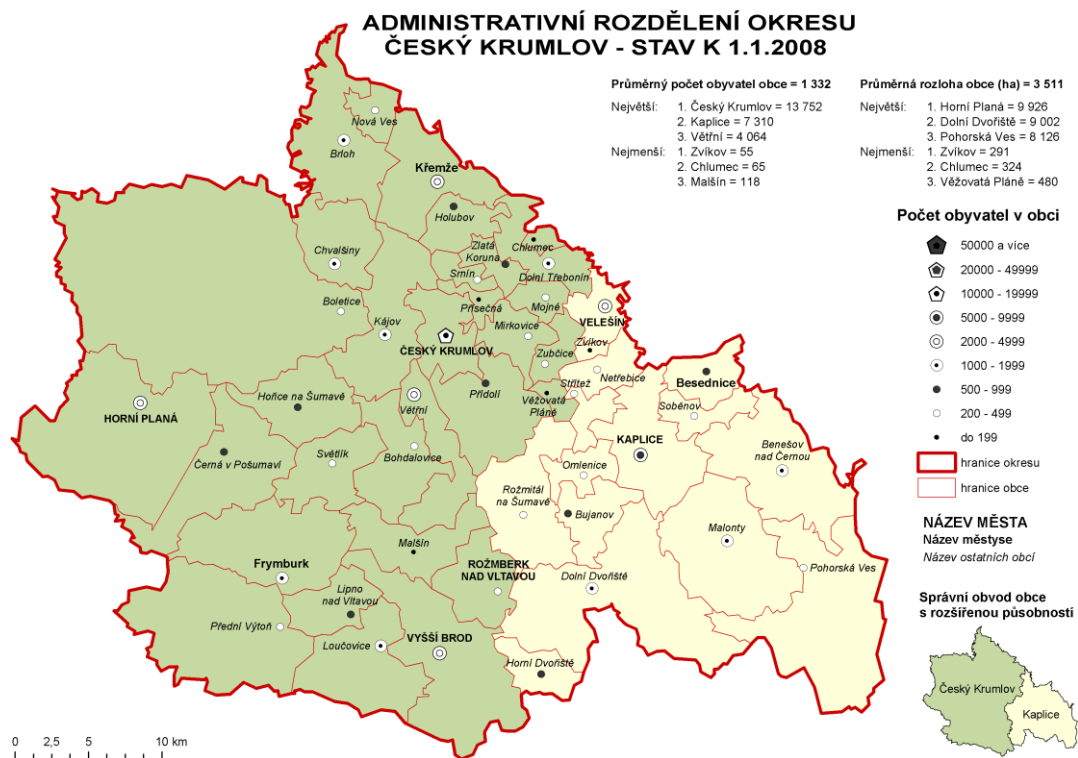 ADMINISTRATIVNÍ ROZDĚLENÍ OKRESU
ČESKÝ KRUMLOV - STAV K 1.1.2008
Průměrný počet obyvatel obce = 1 332
Největší: 1. Český Krumlov = 13 752
2. Kaplice = 7 310
3. Větřní = 4 064
Nejmenší: 1. Zvíkov = 55
2. Chlumec = 65
3. Malšín = 118
Průměrná rozloha obce (ha) = 3 511
Největší: 1. Horní Planá = 9 926
2. Dolní Dvořiště = 9 002
3. Pohorská Ves = 8 126
Nejmenší: 1. Zvíkov = 291
2. Chlumec = 324
3. Věžovatá Pláně = 480
Počet obyvatel v obci
50000 a více
20000 - 49999
10000 - 19999
5000 - 9999
2000 - 4999
1000 - 1999
500 - 999
200 - 499
do 199
hranice okresu
hranice obce
NÁZEV MĚSTA
Název městyse
Název ostatních obcí
Správní obvod obce
s rozšířenou působností
Český Krumlov
Kaplice
Nová Ves
Brloh
Křemže
Holubov
Chlumec
Zlatá
Koruna
Chvalšiny
Srnín
Dolní Třebonín
Boletice
Přísečná
Mojné
Kájov
Mirkovice
VELEŠÍN
ČESKÝ KRUMLOV
Zvíkov
Zubčice
Netřebice
Besednice
Přídolí
Střítež
Hořice na Šumavě
Větřní
Věžovatá
Pláně
Soběnov
HORNÍ PLANÁ
KAPLICE
Benešov
nad Černou
Černá v Pošumaví
Světlík
Bohdalovice
Omlenice
Rožmitál
na Šumavě
Bujanov
Malonty
Malšín
Frymburk
ROŽMBERK
NAD VLTAVOU
Dolní Dvořiště
Pohorská Ves
Lipno
nad Vltavou
Přední Výtoň
Loučovice
VYŠŠÍ BROD
Horní Dvořiště
0 2,5 5 10 km